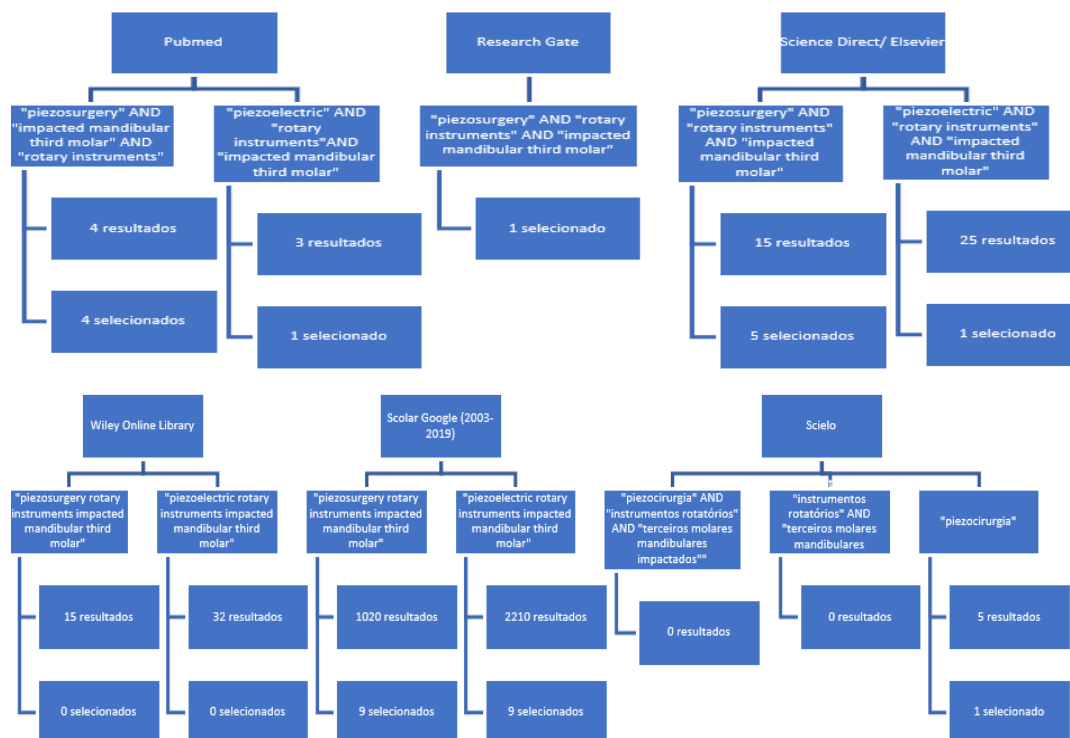 Pubmed
"piezosurgery" AND
"impacted mandibular
third molar" AND
"rotary instruments"
4 resultados
4 selecionados
"piezoelectric" AND
"rotary
instruments"AND
"impacted mandibular
third molar"
3 resultados
1 selecionado
Research Gate
"piezosurgery" AND "rotary
instruments" AND "impacted
mandibular third molar"
1 selecionado
Science Direct/ Elsevier
"piezosurgery" AND
"rotary instruments"
AND "impacted
mandibular third
molar"
15 resultados
5 selecionados
"piezoelectric" AND
"rotary instruments"
AND "impacted
mandibular third
molar"
25 resultados
1 selecionado
Wiley Online Library
"piezosurgery rotary
instruments impacted
mandibular third
molar"
15 resultados
0 selecionados
"piezoelectric rotary
instruments impacted
mandibular third
molar"
32 resultados
0 selecionados
Scolar Google (2003-
2019)
"piezosurgery rotary
instruments impacted
mandibular third
molar"
1020 resultados
9 selecionados
"piezoelectric rotary
instruments impacted
mandibular third
molar"
2210 resultados
9 selecionados
Scielo
"piezocirurgia" AND
"instrumentos rotatórios"
AND "terceiros molares
mandibulares
impactados""
0 resultados
"instrumentos
rotatórios" AND
"terceiros molares
mandibulares
0 resultados
"piezocirurgia"
5 resultados
1 selecionado